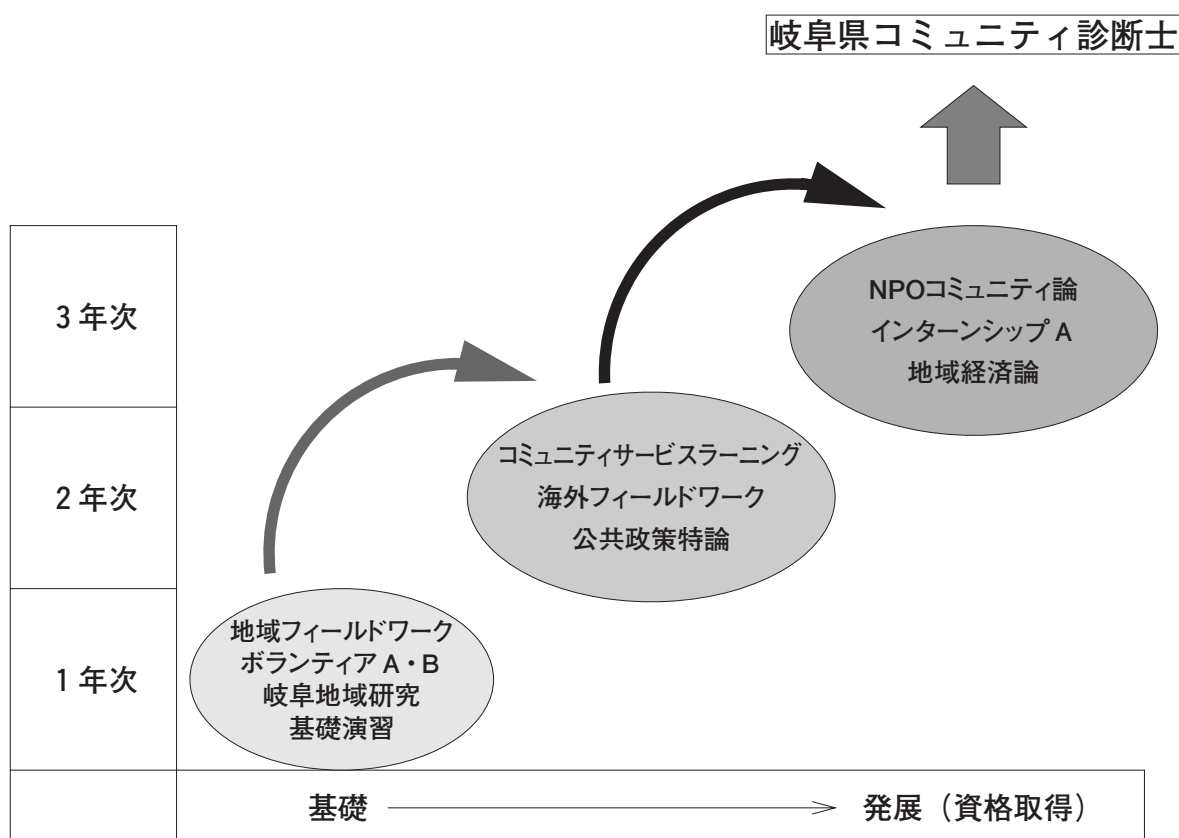 岐阜県コミュニティ診断士
3年次
NPOコミュニティ論
インターンシップA
地域経済論
2年次
コミュニティサービスラーニング
海外フィールドワーク
公共政策特論
1年次
地域フィールドワーク
ボランティアA・B
岐阜地域研究
基礎演習
基礎
発展（資格取得）